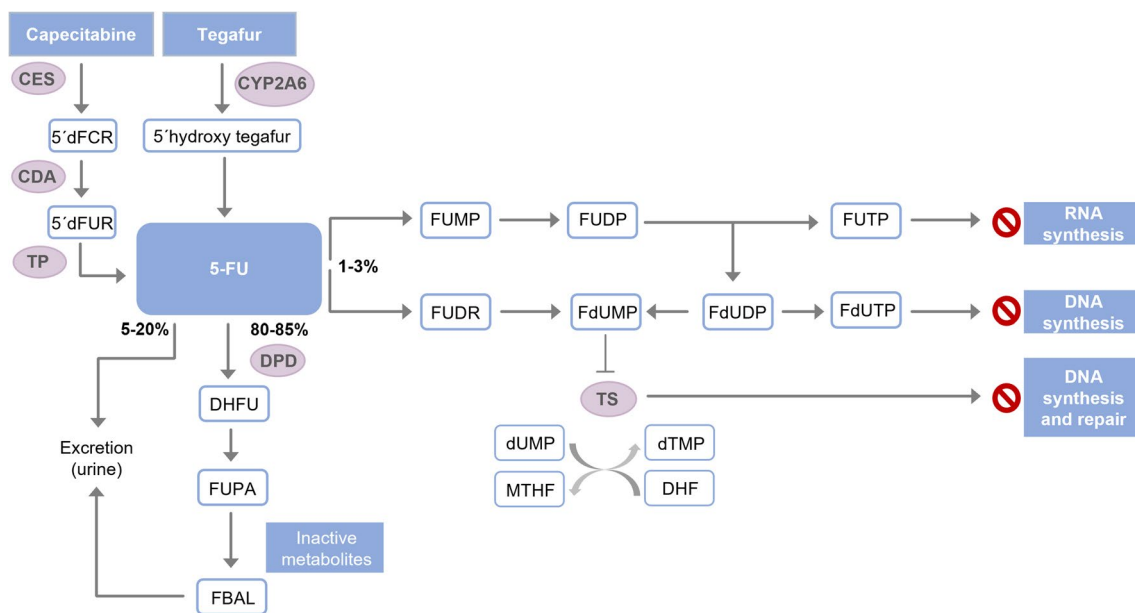 Capecitabine
Tegafur
CES
CYP2A6
5´dFCR
5´hydroxy tegafur
CDA
5´dFUR
TP
5-FU
1-3%
FUMP
FUDP
FUTP
RNA
synthesis
FUDR
FdUMP
FdUDP
FdUTP
DNA
synthesis
5-20%
80-85%
DPD
TS
DNA
synthesis
and repair
DHFU
dUMP
dTMP
MTHF
DHF
Excretion
(urine)
FUPA
Inactive
metabolites
FBAL